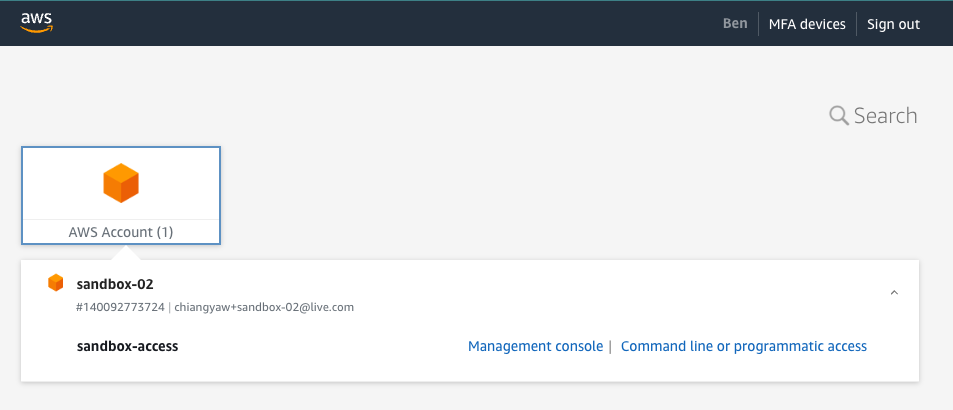 aws
Ben MFA devices Sign out
Search
AWS Account (1)
sandbox-02
#140092773724 | chiangyaw+sandbox-02@live.com
sandbox-access Management console | Command line or programmatic access